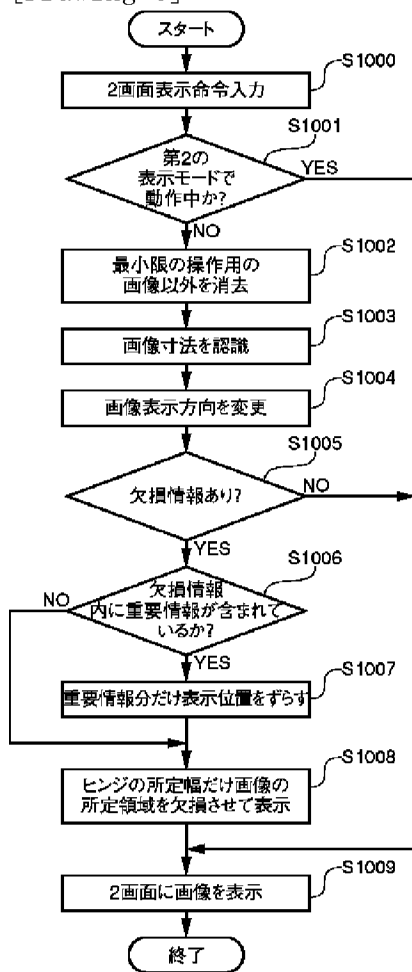 スタート
S1000
2画面表示命令入力
S1001
第2の
表示モードで
動作中か?
YES
NO
S1002
最小限の操作用の
画像以外を消去
S1003
画像寸法を認識
S1004
画像表示方向を変更
S1005
欠損情報あり?
NO
YES
S1006
欠損情報
内に重要情報が含まれて
いるか?
NO
YES
S1007
重要情報分だけ表示位置をずらす
S1008
ヒンジの所定幅だけ画像の
所定領域を欠損させて表示
S1009
2画面に画像を表示
終了